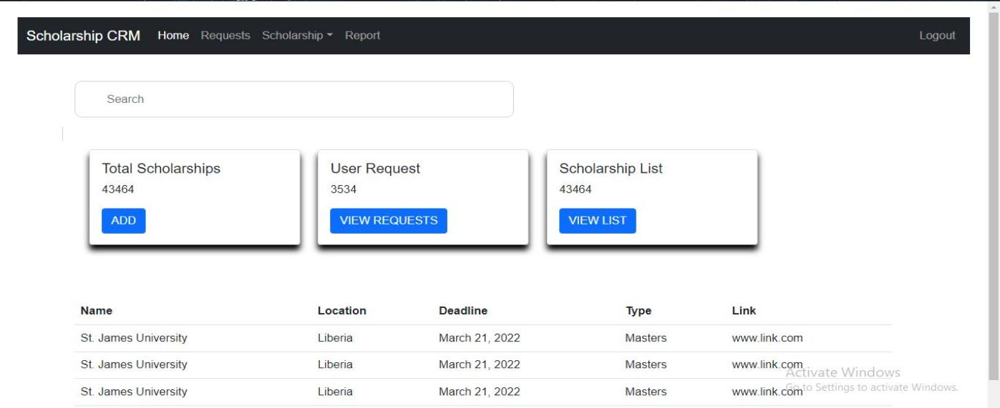 Scholarship CRM Home Requests Scholarship Report Logout
Search
Total Scholarships User Request Scholarship List
43464 3534 43464
ADD VIEW REQUESTS VIEW LIST
Name Location Deadline Type Link
St. James University Liberia March 21, 2022 Masters www.link.com
St. James University Liberia March 21, 2022 Masters www.link.com
Activate Windows
St. James University Liberia March 21, 2022 Masters www.link.com
Go to Settings to activate Windows.